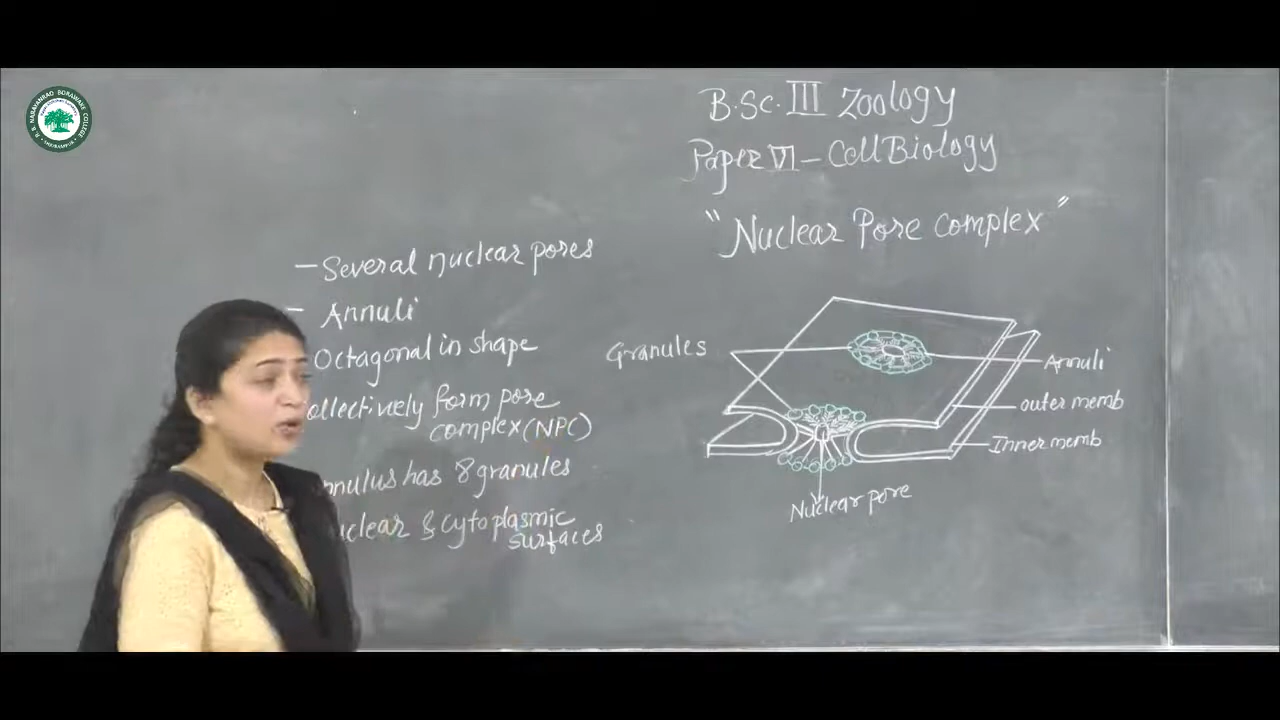 B.Sc. III Zoology
Paper VI - Cell Biology
"Nuclear Pore complex"
- Several nuclear pores
- Annuli
Octagonal in shape
ollectively form pore
complex (NPC)
nnulus has 8 granules
uclear & cytoplasmic
surfaces
Granules
Annuli
outer memb
Inner memb
Nuclear pore